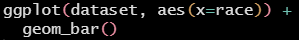 ggplot(dataset, aes(x=race)) +
  geom_bar()